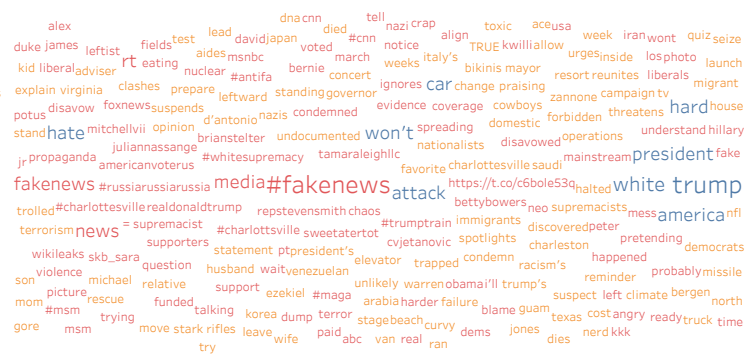 dna cnn tell
alex nazi crap toxic ace usa
duke james fields test lead david japan died #cnn align week iran wont quiz seize
leftist rt eating aides msnbc voted march notice italy's TRUE kwilli allow urges inside los photo launch
kid liberal adviser nuclear #antifa bernie weeks bikinis mayor resort reunites liberals migrant
explain virginia clashes prepare concert ignores car change praising campaign tv
potus disavow foxnews suspends leftward standing governor evidence coverage cowboys zannone hard house
stand hate mitchellvii opinion d'antonio nazis condemned won't spreading domestic forbidden threatens
juliannassange brianstelter undocumented nationalists disavowed operations understand hillary
jr propaganda americanvoterus #whitesupremacy tamaraleighllc favorite charlottesville saudi mainstream president fake
fakenews #russiarussiarussia media #fakenews attack https://t.co/c6bole53q halted white trump
trolled #charlottesville realdonaldtrump repstevensmith chaos bettybowers neo supremacists mess america nfl
terrorism news = supremacist #charlottsville sweetatertot #trumptrain immigrants discovered peter pretending
wikileaks skb_sara supporters statement pt president's cvjetanovic spotlights charleston happened democrats
violence question husband wait venezuelan elevator trapped condemn racism's reminder probably missile
son michael relative support ezekiel unlikely warren obama i'll trump's suspect left climate bergen north
mom picture rescue funded #maga arabia harder failure blame guam texas cost angry ready truck time
gore #msm trying talking korea dump terror stage beach curvy jones nerd kkk
msm move stark rifles leave wife paid abc van real dems dies
try ran